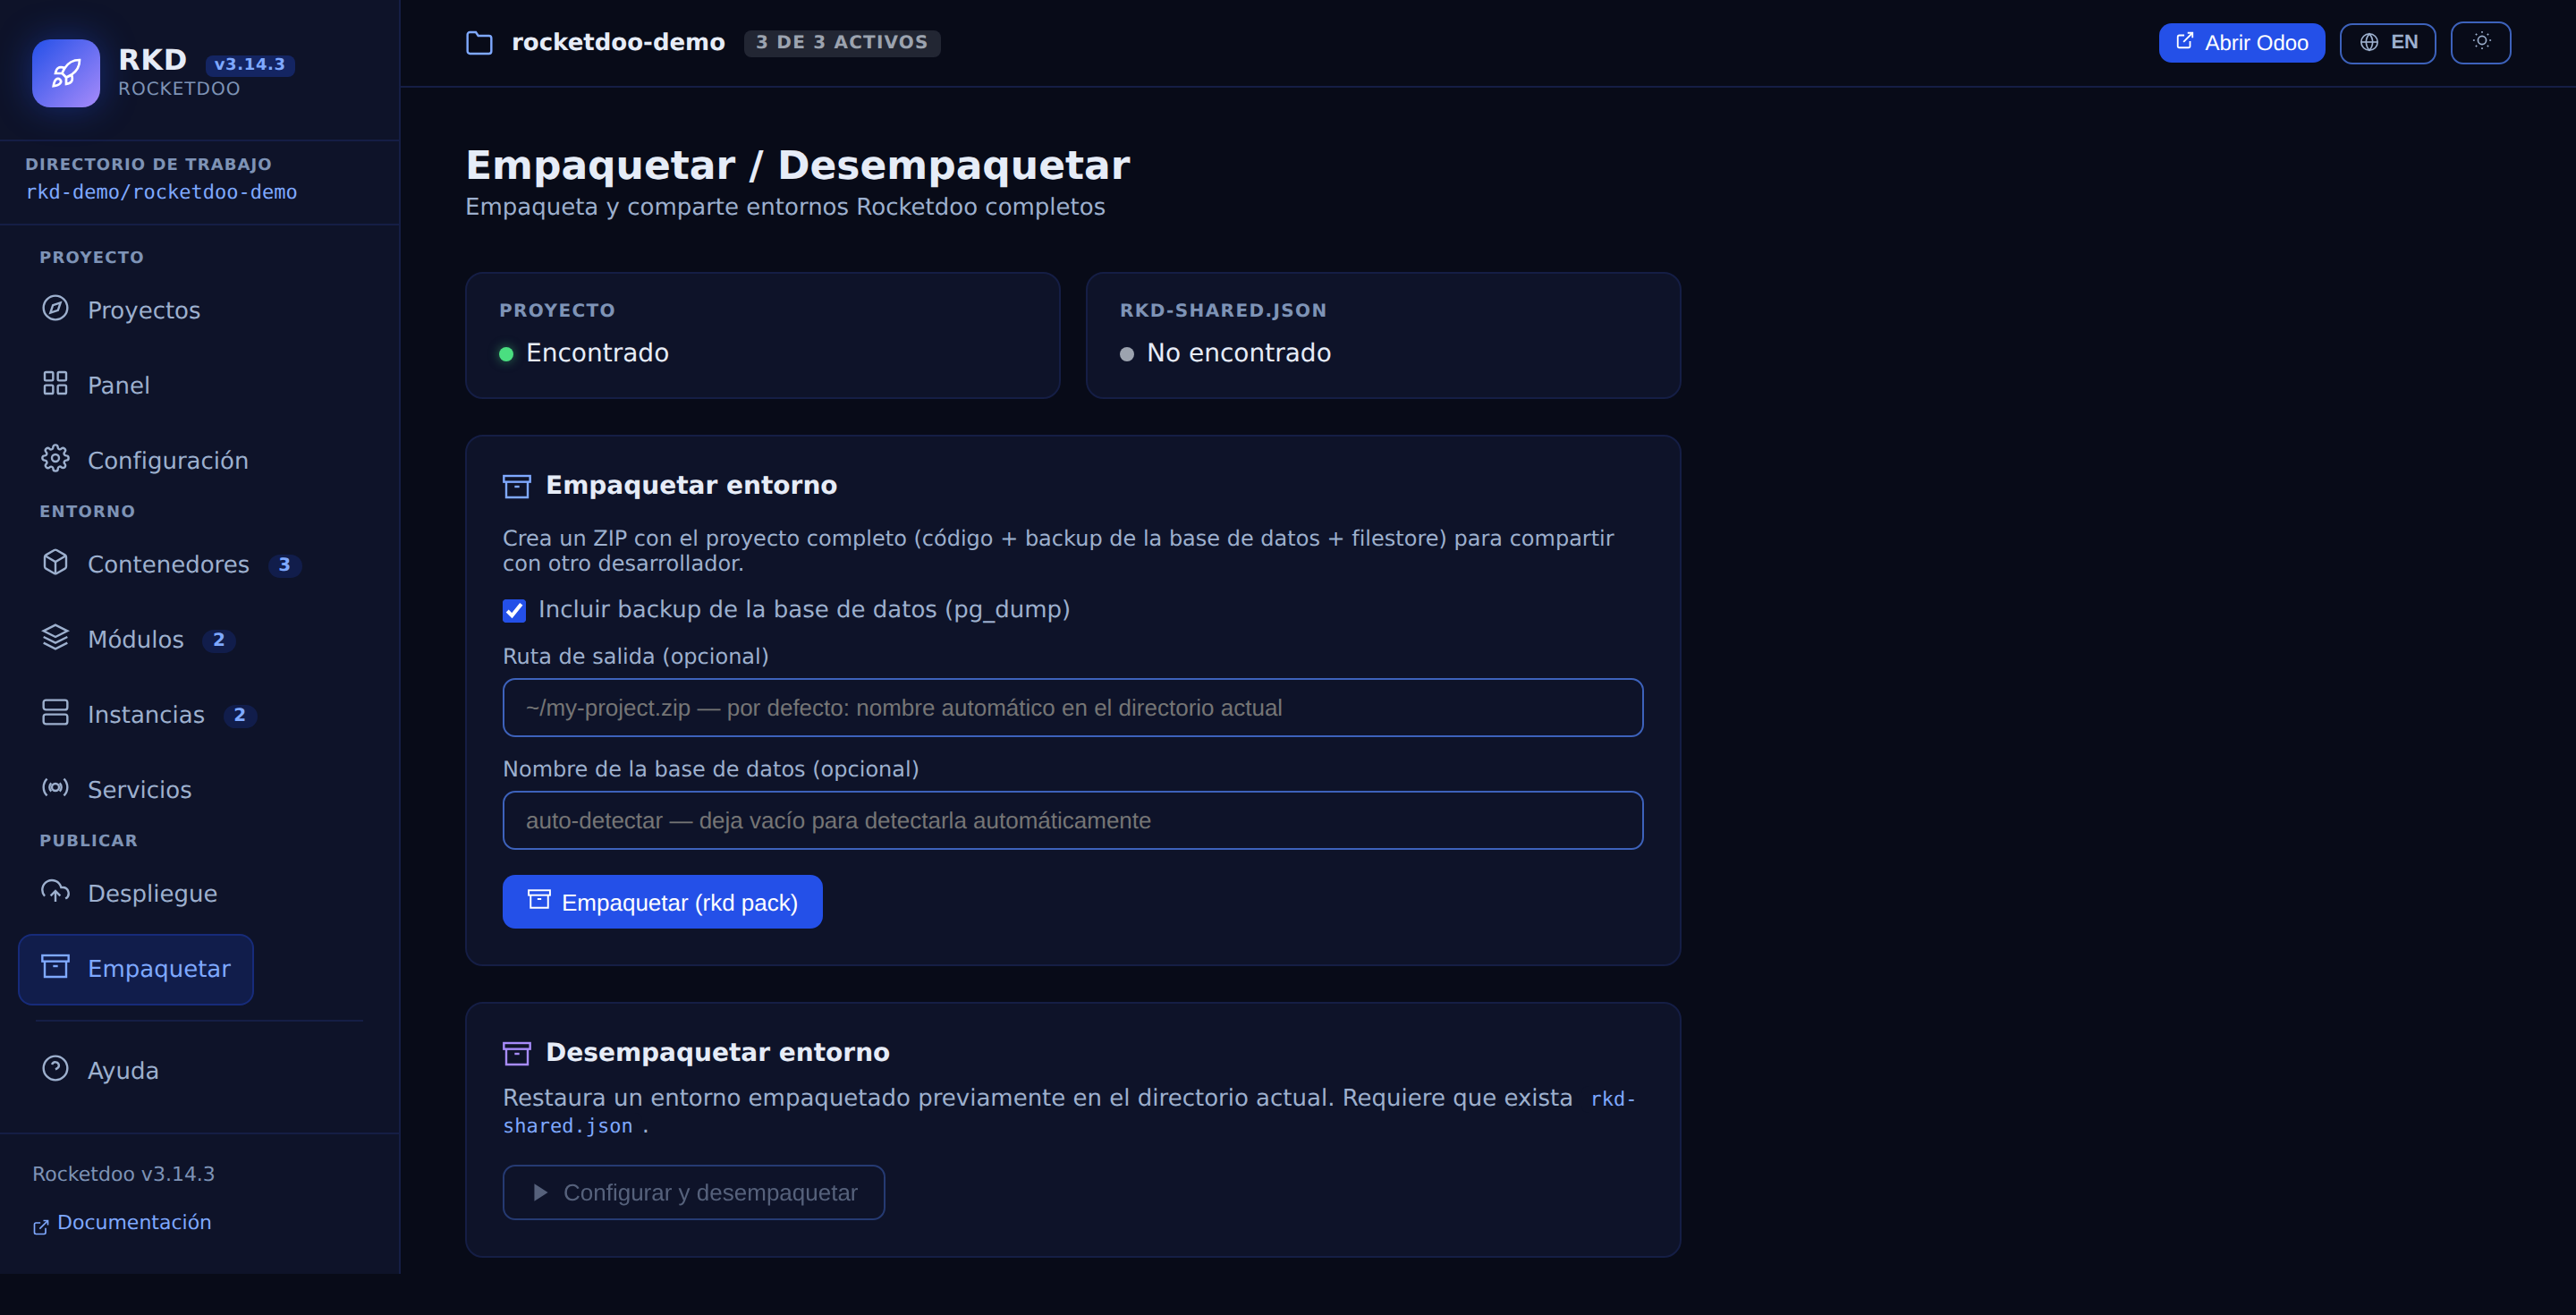 RKD v3.14.3
ROCKETDOO
DIRECTORIO DE TRABAJO
rkd-demo/rocketdoo-demo
PROYECTO
Proyectos
Panel
Configuración
ENTORNO
Contenedores 3
Módulos 2
Instancias 2
Servicios
PUBLICAR
Despliegue
Empaquetar
Ayuda
Rocketdoo v3.14.3
Documentación
rocketdoo-demo 3 DE 3 ACTIVOS
Abrir Odoo
EN
Empaquetar / Desempaquetar
Empaqueta y comparte entornos Rocketdoo completos
PROYECTO
Encontrado
RKD-SHARED.JSON
No encontrado
Empaquetar entorno
Crea un ZIP con el proyecto completo (código + backup de la base de datos + filestore) para compartir
con otro desarrollador.
Incluir backup de la base de datos (pg_dump)
Ruta de salida (opcional)
~/my-project.zip — por defecto: nombre automático en el directorio actual
Nombre de la base de datos (opcional)
auto-detectar — deja vacío para detectarla automáticamente
Empaquetar (rkd pack)
Desempaquetar entorno
Restaura un entorno empaquetado previamente en el directorio actual. Requiere que exista rkd-
shared.json .
Configurar y desempaquetar